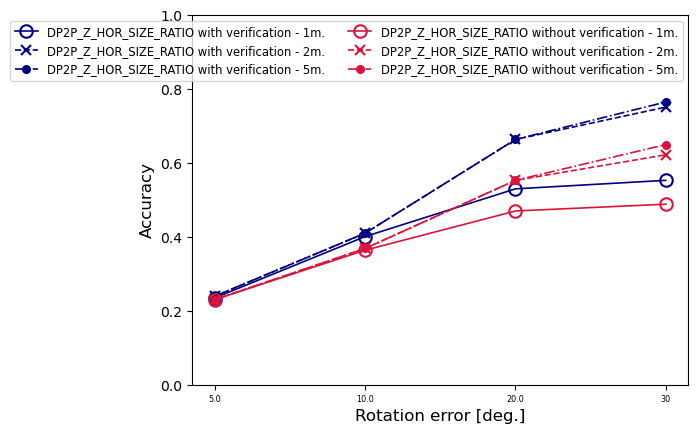 1.0
DP2P_Z_HOR_SIZE_RATIO with verification - 1m. DP2P_Z_HOR_SIZE_RATIO without verification - 1m.
DP2P_Z_HOR_SIZE_RATIO with verification - 2m. DP2P_Z_HOR_SIZE_RATIO without verification - 2m.
DP2P_Z_HOR_SIZE_RATIO with verification - 5m. DP2P_Z_HOR_SIZE_RATIO without verification - 5m.
0.8
0.6
Accuracy
0.4
0.2
0.0
5.0 10.0 20.0 30
Rotation error [deg.]